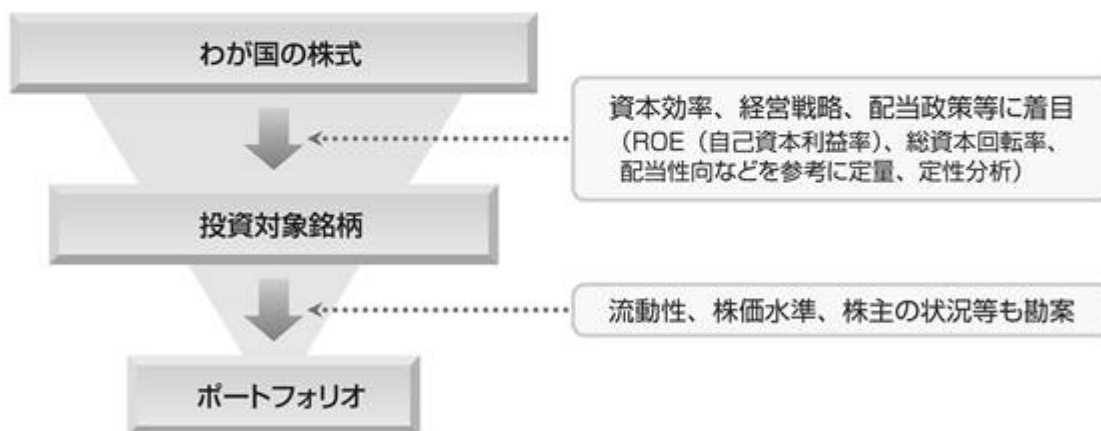 わが国の株式
資本効率、経営戦略、配当政策等に着目
（ROE（自己資本利益率）、総資本回転率、
配当性向などを参考に定量、定性分析）
投資対象銘柄
流動性、株価水準、株主の状況等も勘案
ポートフォリオ